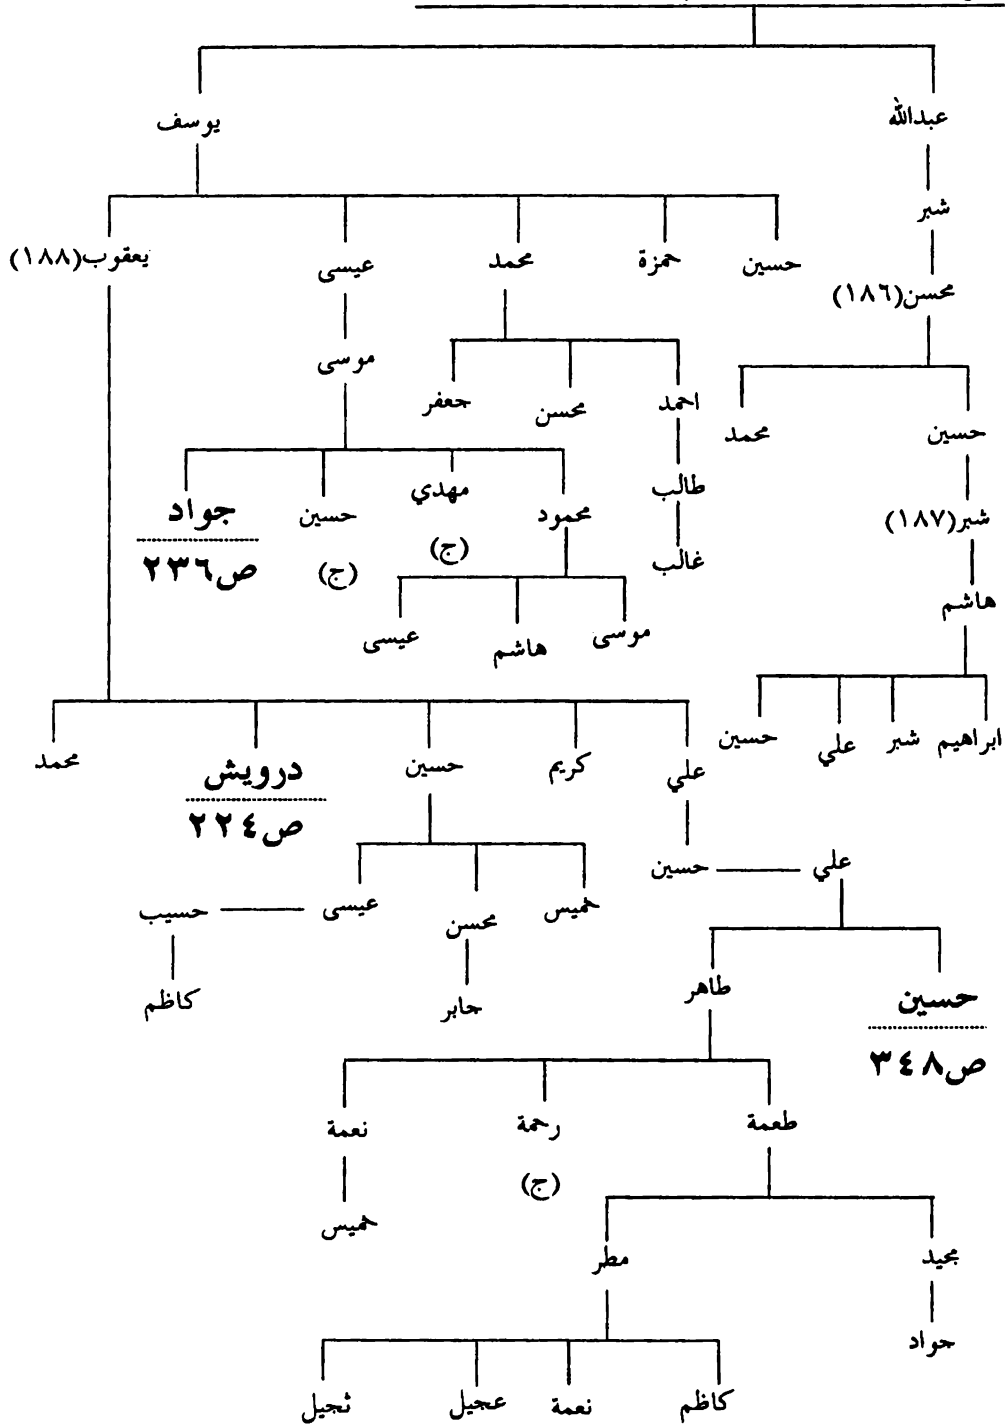 يوسف
عبدالله
شبر
يعقوب(١٨٨)
عيسى
محمد
حمزة
حسين
محسن(١٨٦)
موسى
جعفر
محسن
احمد
محمد
حسين
طالب
جواد
ص٢٣٦
حسين
(ج)
مهدي
(ج)
محمود
غالب
شبر(١٨٧)
هاشم
عيسى
هاشم
موسى
حسين
علي
شبر
ابراهيم
محمد
درويش
ص٢٢٤
حسين
كريم
علي
حسين
علي
حسيب
عيسى
محسن
خميس
كاظم
جابر
طاهر
حسين
ص٣٤٨
نعمة
رحمة
(ج)
طعمة
خميس
مطر
مجيد
جواد
ثجيل
عجيل
نعمة
كاظم